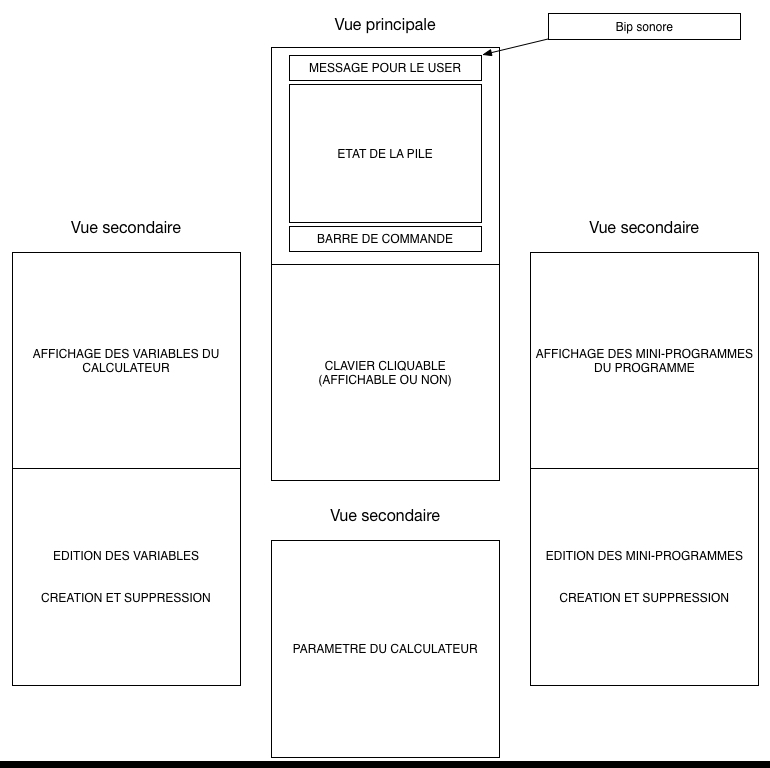 Vue principale
Bip sonore
MESSAGE POUR LE USER
ETAT DE LA PILE
BARRE DE COMMANDE
CLAVIER CLIQUABLE
(AFFICHABLE OU NON)
Vue secondaire
AFFICHAGE DES VARIABLES DU
CALCULATEUR
EDITION DES VARIABLES
CREATION ET SUPPRESSION
Vue secondaire
AFFICHAGE DES MINI-PROGRAMMES
DU PROGRAMME
EDITION DES MINI-PROGRAMMES
CREATION ET SUPPRESSION
Vue secondaire
PARAMETRE DU CALCULATEUR